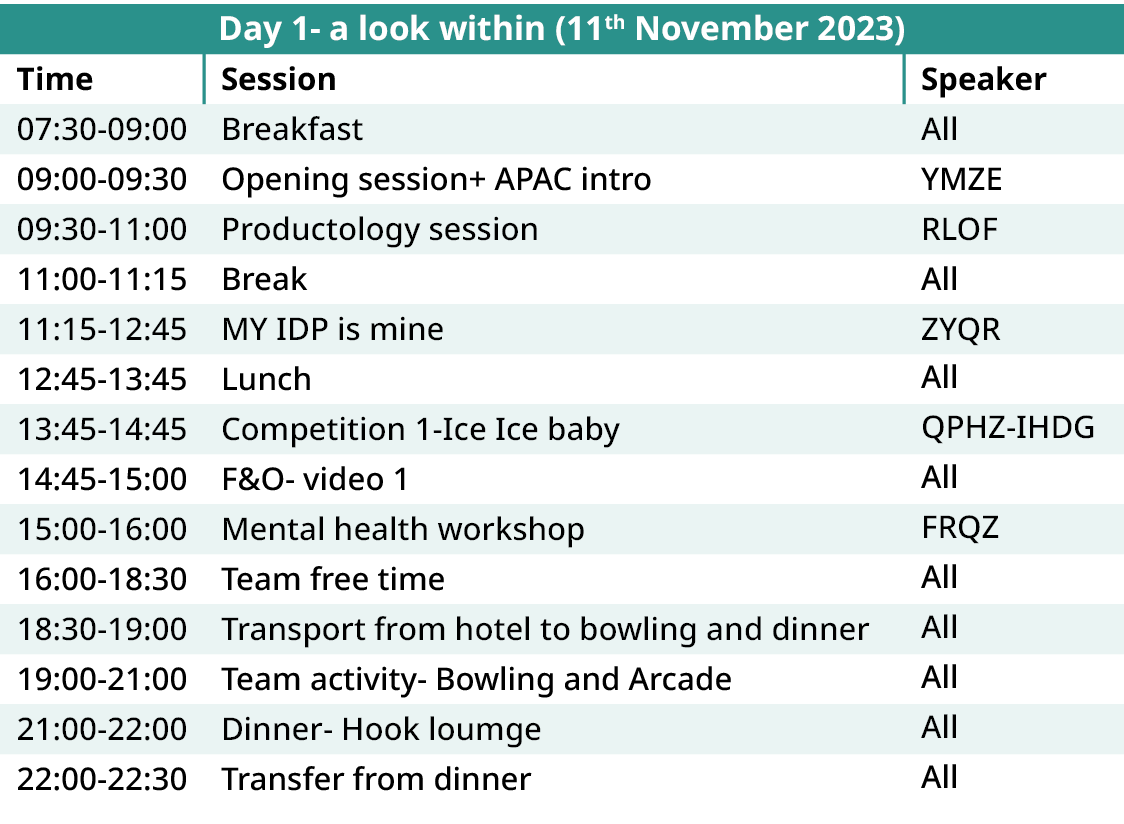 Day 1- a look within (11th November 2023)
Time Session Speaker
07:30-09:00 Breakfast All
09:00-09:30 Opening session+ APAC intro YMZE
09:30-11:00 Productology session RLOF
11:00-11:15 Break All
11:15-12:45 MY IDP is mine ZYQR
12:45-13:45 Lunch All
13:45-14:45 Competition 1-Ice Ice baby QPHZ-IHDG
14:45-15:00 F&O- video 1 All
15:00-16:00 Mental health workshop FRQZ
16:00-18:30 Team free time All
18:30-19:00 Transport from hotel to bowling and dinner All
19:00-21:00 Team activity- Bowling and Arcade All
21:00-22:00 Dinner- Hook loumge All
22:00-22:30 Transfer from dinner All